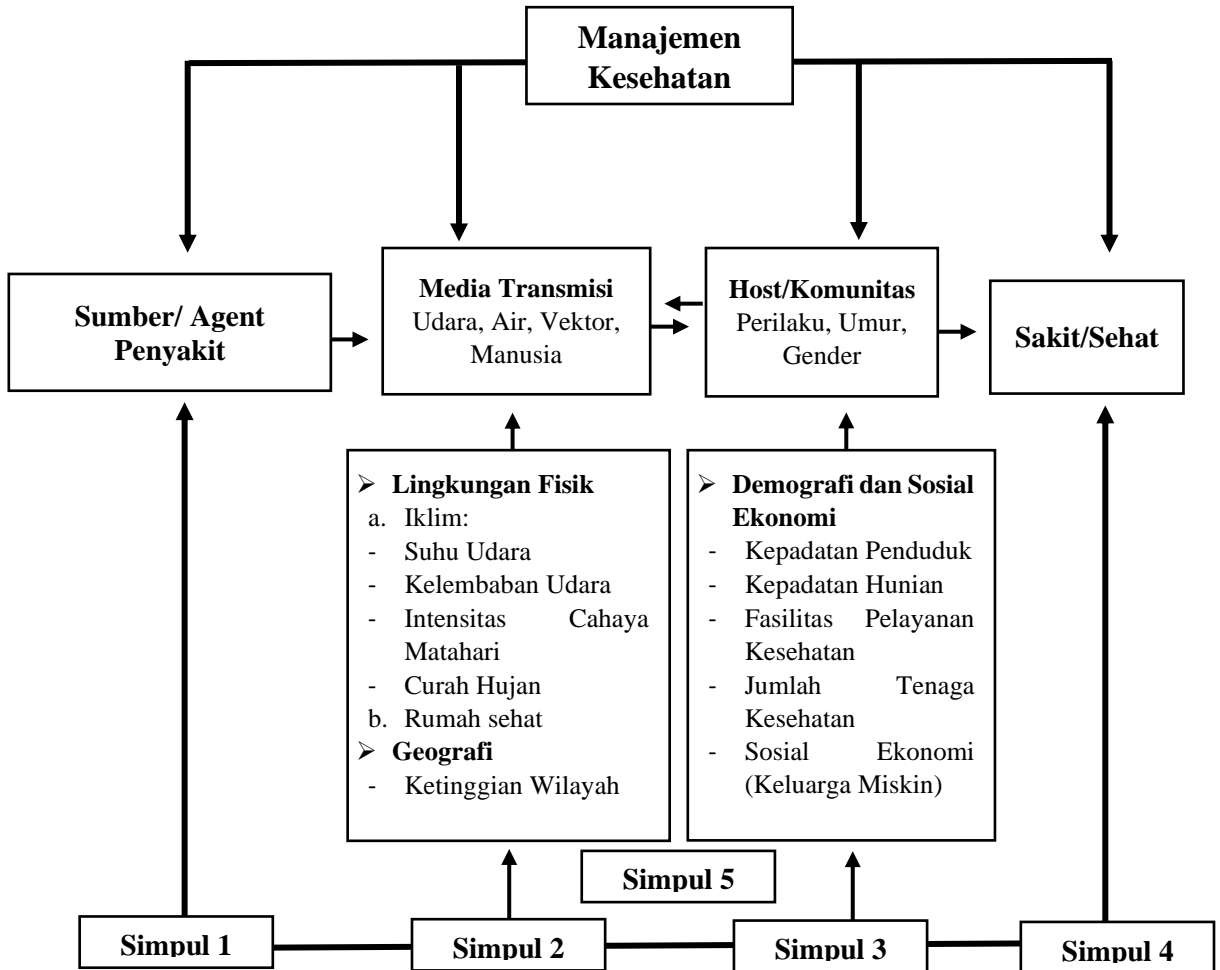 Manajemen
Kesehatan
Sumber/ Agent
Penyakit
Media Transmisi
Udara, Air, Vektor,
Manusia
Host/Komunitas
Perilaku, Umur,
Gender
Sakit/Sehat
➢ Lingkungan Fisik
a. Iklim:
- Suhu Udara
- Kelembaban Udara
- Intensitas Cahaya
Matahari
- Curah Hujan
b. Rumah sehat
➢ Geografi
- Ketinggian Wilayah
➢ Demografi dan Sosial
Ekonomi
- Kepadatan Penduduk
- Kepadatan Hunian
- Fasilitas Pelayanan
Kesehatan
- Jumlah Tenaga
Kesehatan
- Sosial Ekonomi
(Keluarga Miskin)
Simpul 5
Simpul 1
Simpul 2
Simpul 3
Simpul 4